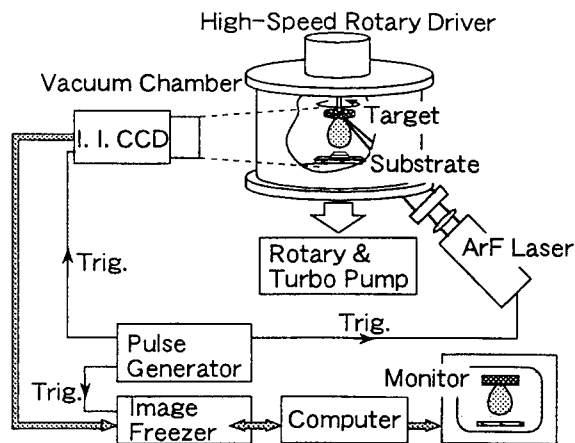 High-Speed Rotary Driver
Vacuum Chamber
Target
I. I. CCD
Substrate
ArF Laser
Rotary &
Turbo Pump
Trig.
Trig.
Pulse
Generator
Trig.
Monitor
Image
Freezer
Computer